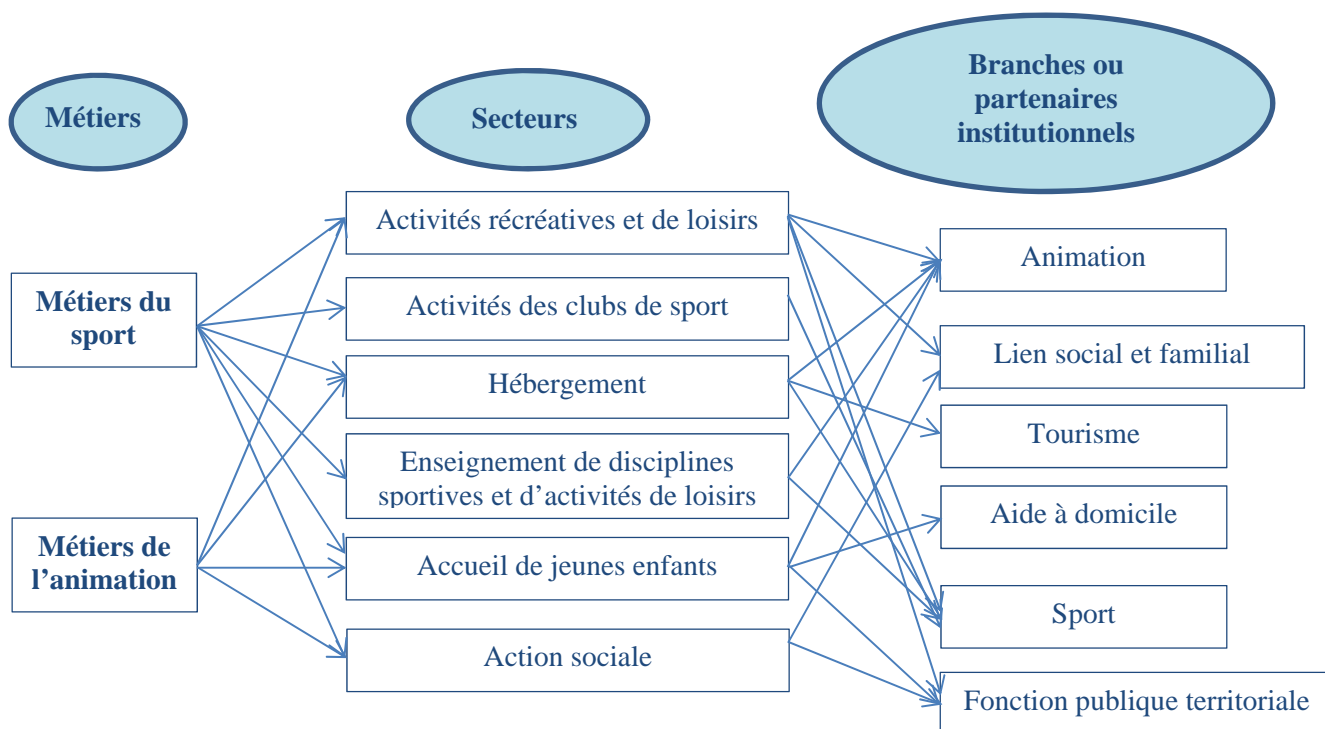 Métiers
Secteurs
Branches ou
partenaires
institutionnels
Métiers du
sport
Métiers de
l’animation
Activités récréatives et de loisirs
Activités des clubs de sport
Hébergement
Enseignement de disciplines
sportives et d’activités de loisirs
Accueil de jeunes enfants
Action sociale
Animation
Lien social et familial
Tourisme
Aide à domicile
Sport
Fonction publique territoriale